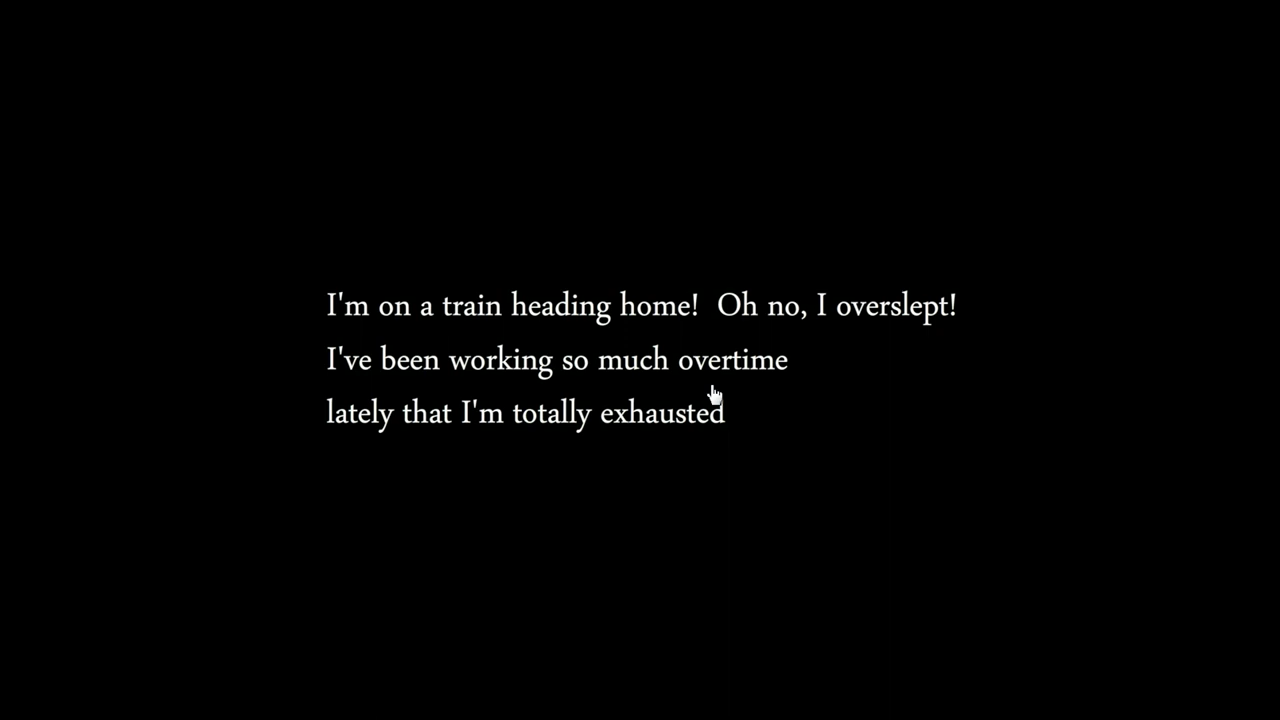 I'm on a train heading home!  Oh no, I overslept!
I've been working so much overtime
lately that I'm totally exhausted